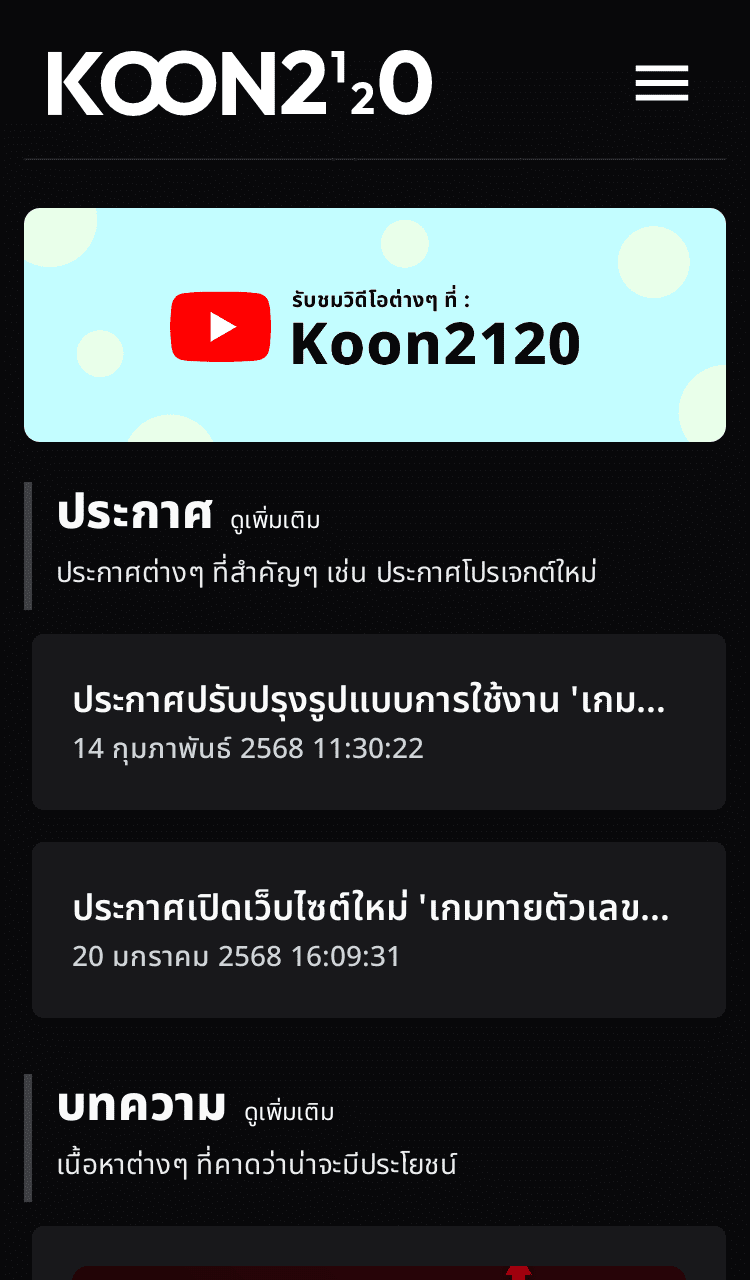 KOON2120
รับชมวิดีโอต่างๆ ที่ :
Koon2120
ประกาศ ดูเพิ่มเติม
ประกาศต่างๆ ที่สำคัญๆ เช่น ประกาศโปรเจกต์ใหม่
ประกาศปรับปรุงรูปแบบการใช้งาน 'เกม...
14 กุมภาพันธ์ 2568 11:30:22
ประกาศเปิดเว็บไซต์ใหม่ 'เกมทายตัวเลข...
20 มกราคม 2568 16:09:31
บทความ ดูเพิ่มเติม
เนื้อหาต่างๆ ที่คาดว่าน่าจะมีประโยชน์